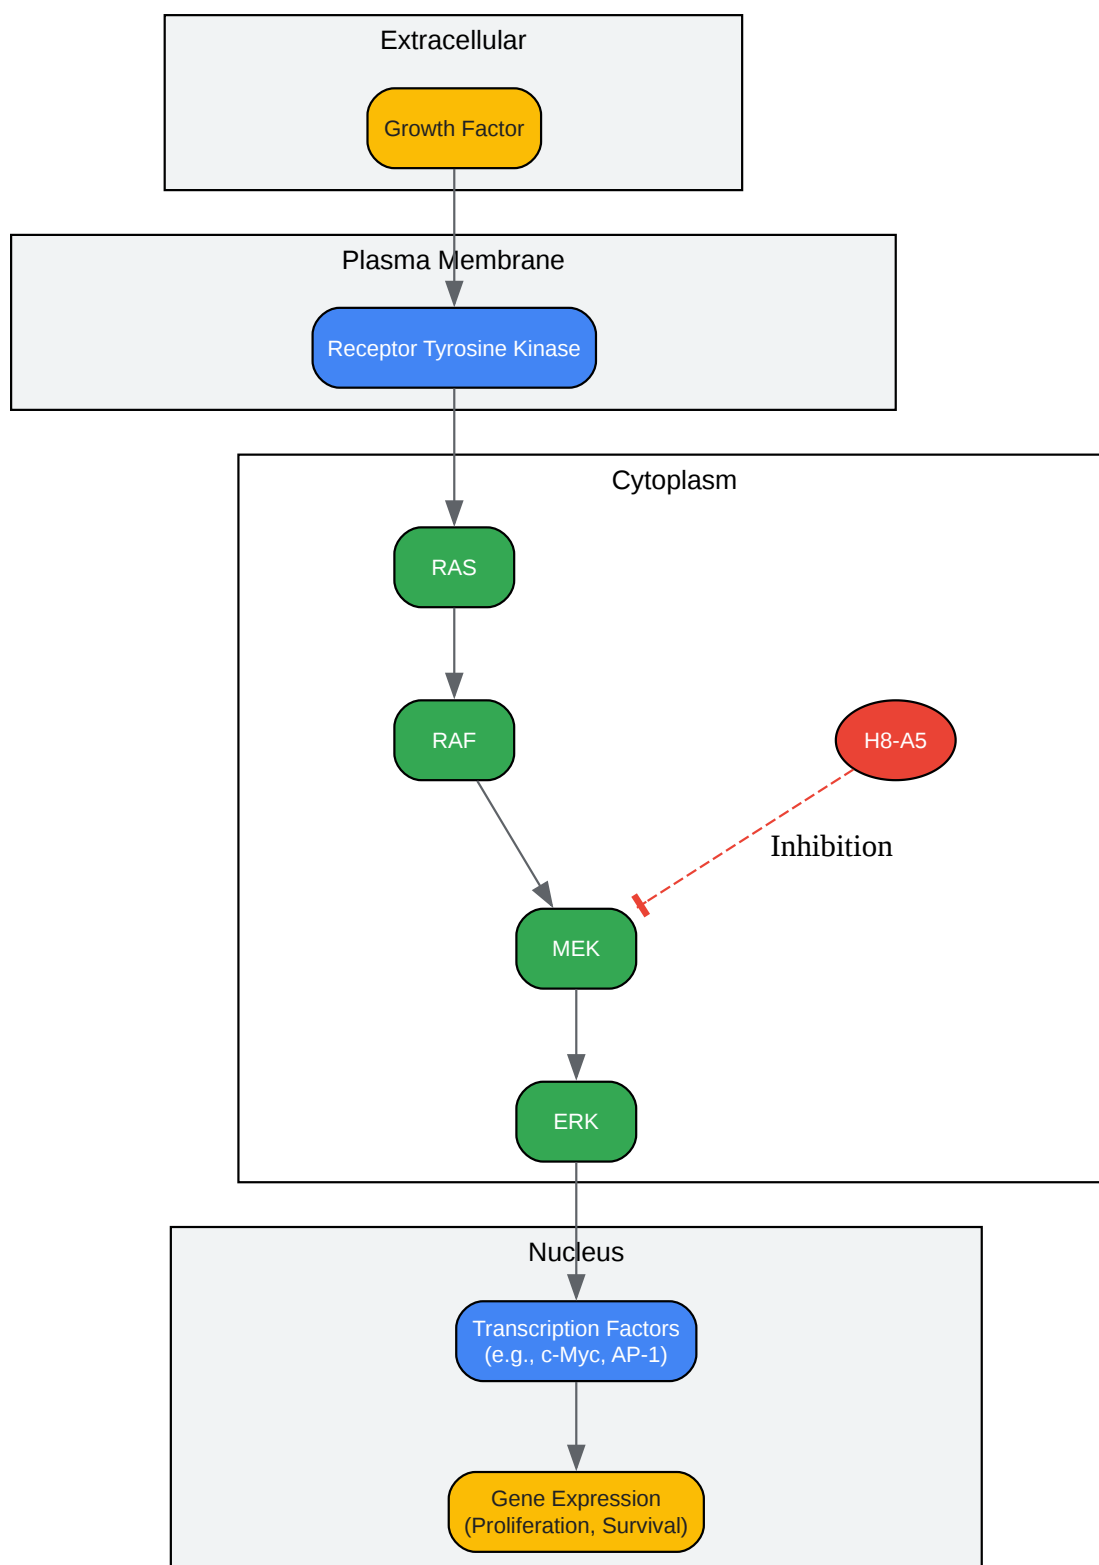 Extracellular
Growth Factor
Plasma Membrane
Receptor Tyrosine Kinase
Cytoplasm
RAS
RAF
H8-A5
Inhibition
MEK
ERK
Nucleus
Transcription Factors
(e.g., c-Myc, AP-1)
Gene Expression
(Proliferation, Survival)